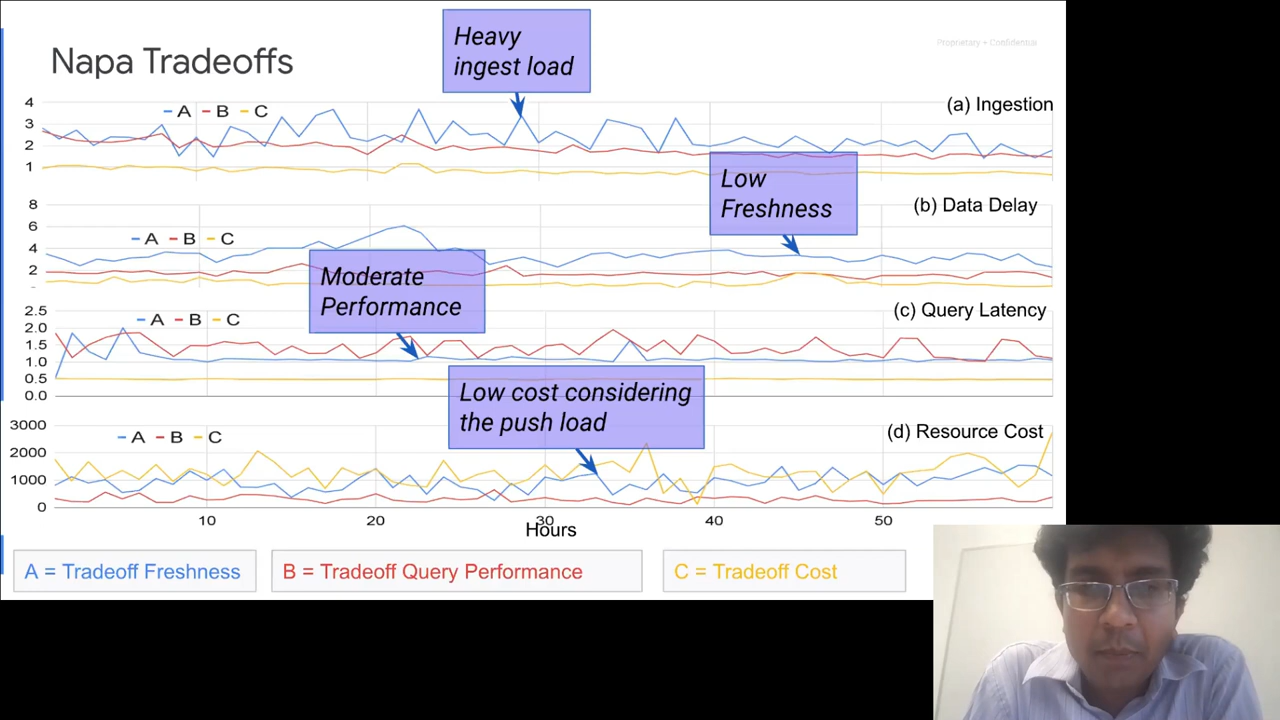 Proprietary + Confidential
Napa Tradeoffs
Heavy
ingest load
4
3
2
1
A B C
(a) Ingestion
Low
Freshness
8
6
4
2
A B C
(b) Data Delay
Moderate
Performance
2.5
2.0
1.5
1.0
0.5
0.0
A B C
(c) Query Latency
Low cost considering
the push load
3000
2000
1000
0
A B C
(d) Resource Cost
10 20 30 40 50
Hours
A = Tradeoff Freshness
B = Tradeoff Query Performance
C = Tradeoff Cost